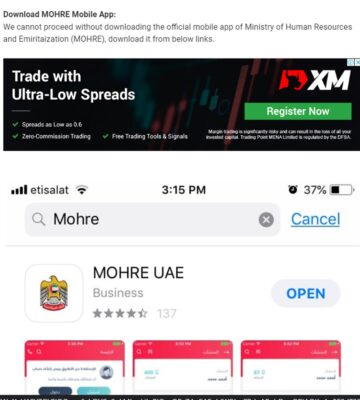 Download MOHRE Mobile App:
We cannot proceed without downloading the official mobile app of Ministry of Human Resources
and Emiritaization (MOHRE), download it from below links.
Trade with
Ultra-Low Spreads
XM
Register Now
✓ Spreads as Low as 0.6
✓ Zero-Commission Trading ✓ Free Trading Tools & Signals
Margin trading is significantly risky and can result in the loss of all your
invested capital. Trading Point MENA Limited is regulated by the DFSA.
etisalat 3:15 PM 37%
Mohre Cancel
MOHRE UAE
Business
137
OPEN